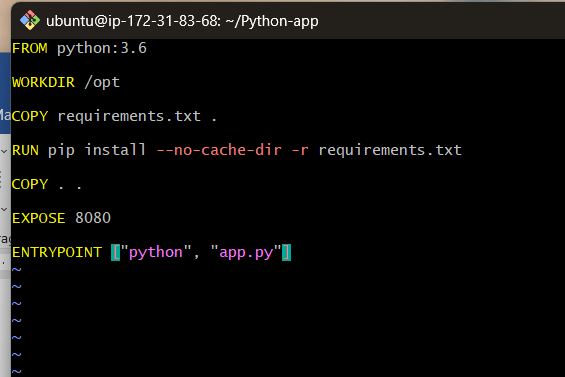 ubuntu@ip-172-31-83-68: ~/Python-app
FROM python:3.6
WORKDIR /opt
COPY requirements.txt .
RUN pip install --no-cache-dir -r requirements.txt
COPY . .
EXPOSE 8080
ENTRYPOINT ["python", "app.py"]
~
~
~
~
~
~
~